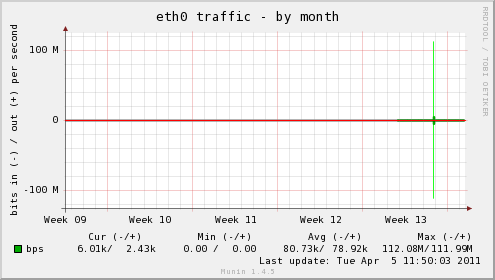 eth0 traffic - by month
RRDTOOL / TOBI OETIKER
bits in (-) / out (+) per second
100 M
0
-100 M
Week 09 Week 10 Week 11 Week 12 Week 13
Cur (-/+) Min (-/+) Avg (-/+) Max (-/+)
bps 6.01k/ 2.43k 0.00 / 0.00 80.73k/ 78.92k 112.08M/111.99M
Last update: Tue Apr 5 11:50:03 2011
Munin 1.4.5